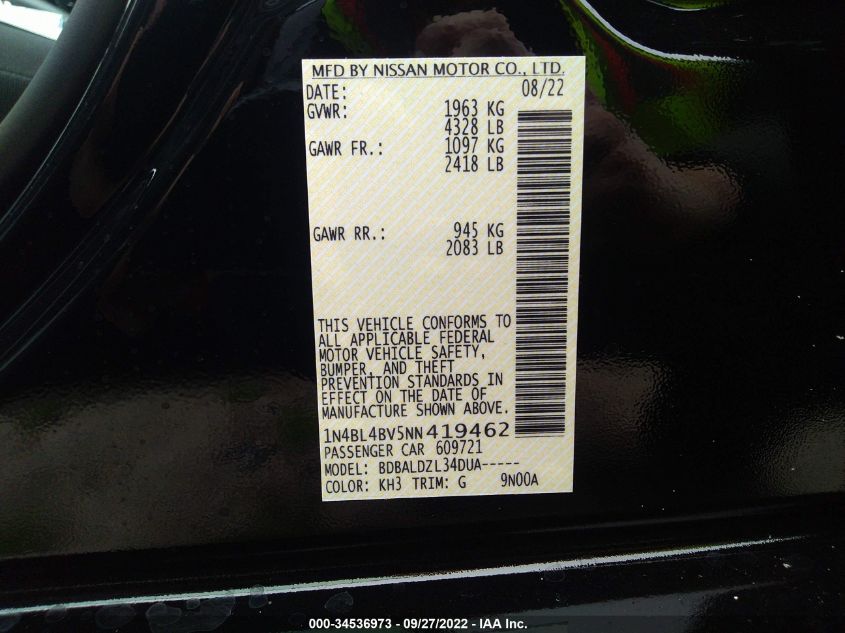 MFD BY NISSAN MOTOR CO., LTD.
DATE: 08/22
GVWR: 1963 KG
4328 LB
GAWR FR.: 1097 KG
2418 LB
GAWR RR.: 945 KG
2083 LB
THIS VEHICLE CONFORMS TO
ALL APPLICABLE FEDERAL
MOTOR VEHICLE SAFETY,
BUMPER, AND THEFT
PREVENTION STANDARDS IN
EFFECT ON THE DATE OF
MANUFACTURE SHOWN ABOVE.
1N4BL4BV5NN419462
PASSENGER CAR 609721
MODEL: BDBALDZL34DUA-----
COLOR: KH3 TRIM: G 9N00A
000-34536973 - 09/27/2022 - IAA Inc.